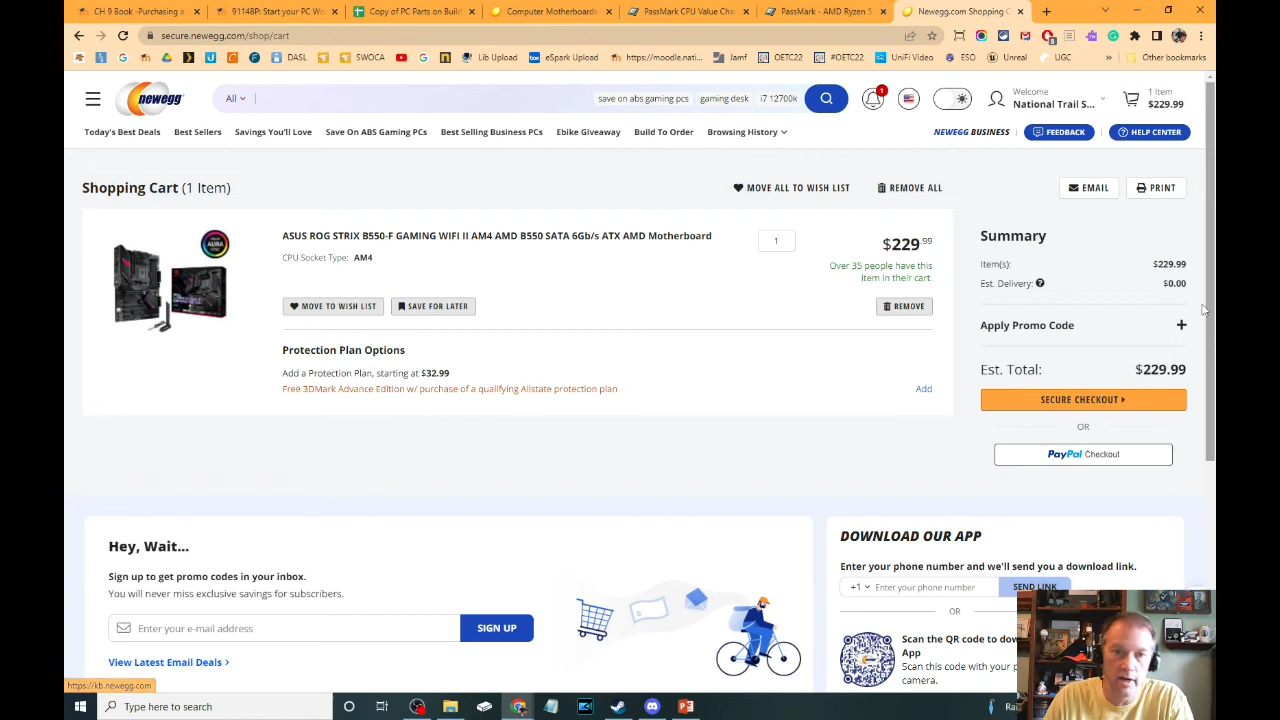 CH 9 Book -Purchasing a
9114BP: Start your PC Wo
Copy of PC Parts on Build
Computer Motherboards
PassMark CPU Value Cha
PassMark - AMD Ryzen 5
Newegg.com Shopping C
secure.newegg.com/shop/cart
DASL
SWOCA
Lib Upload
eSpark Upload
https://moodle.nati...
Jamf
OETC22
#OETC22
UniFi Video
ESO
Unreal
UGC
Other bookmarks
newegg
All
save on abs gaming pcs
gaming desk
i7 12700k
1
Welcome
National Trail S...
1 Item
$229.99
Today's Best Deals
Best Sellers
Savings You'll Love
Save On ABS Gaming PCs
Best Selling Business PCs
Ebike Giveaway
Build To Order
Browsing History
NEWEGG BUSINESS
FEEDBACK
HELP CENTER
Shopping Cart (1 Item)
MOVE ALL TO WISH LIST
REMOVE ALL
EMAIL
PRINT
AURA
ASUS ROG STRIX B550-F GAMING WIFI II AM4 AMD B550 SATA 6Gb/s ATX AMD Motherboard
CPU Socket Type: AM4
1
$229.99
Over 35 people have this
item in their cart.
MOVE TO WISH LIST
SAVE FOR LATER
REMOVE
Protection Plan Options
Add a Protection Plan, starting at $32.99
Free 3DMark Advance Edition w/ purchase of a qualifying Allstate protection plan
Add
Summary
Item(s):
$229.99
Est. Delivery:
$0.00
Apply Promo Code
Est. Total:
$229.99
SECURE CHECKOUT
OR
PayPal Checkout
Hey, Wait...
Sign up to get promo codes in your inbox.
You will never miss exclusive savings for subscribers.
Enter your e-mail address
SIGN UP
View Latest Email Deals
DOWNLOAD OUR APP
Enter your phone number and we'll send you a download link.
+1
Enter your phone number
SEND LINK
OR
Scan the QR code to dow
App
Scan this code with your p
camera.
https://kb.newegg.com
Type here to search
Rai